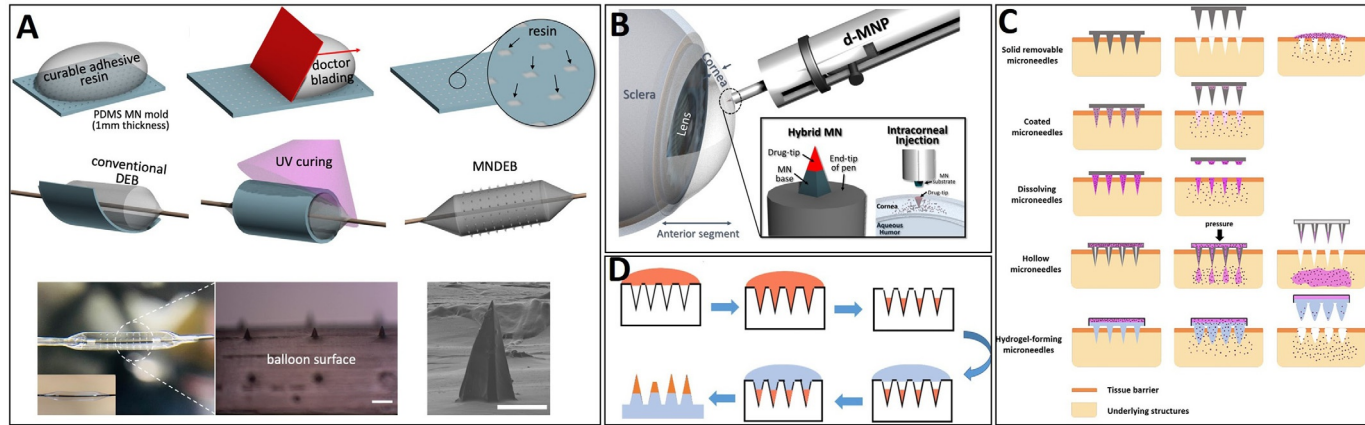 A
curable adhesive
resin
PDMS MN mold
(1mm thickness)
doctor
blading
resin
conventional
DEB
UV curing
MNDEB
balloon surface
B
d-MNP
Cornea
Sclera
Lens
Anterior segment
Hybrid MN
Drug-tip
MN
base
End-tip
of pen
Intracorneal
Injection
MN
substrate
Drug-tip
Cornea
Aqueous
Humor
C
Solid removable
microneedles
Coated
microneedles
Dissolving
microneedles
pressure
Hollow
microneedles
Hydrogel-forming
microneedles
Tissue barrier
Underlying structures
D